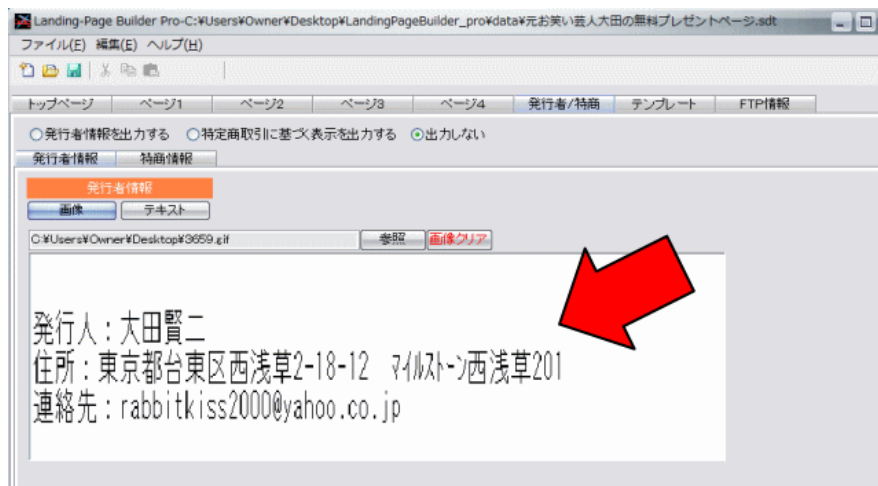 Landing-Page Builder Pro-C:¥Users¥Owner¥Desktop¥LandingPageBuilder_pro¥data¥元お笑い芸人大田の無料プレゼントページ.sdt
ファイル(F) 編集(E) ヘルプ(H)
トップページ ページ1 ページ2 ページ3 ページ4 発行者/特商 テンプレート FTP情報
発行者情報を出力する 特定商取引に基づく表示を出力する 出力しない
発行者情報 特商情報
発行者情報
画像 テキスト
C:¥Users¥Owner¥Desktop¥3659.gif 参照 画像クリア
発行人：大田賢二
住所：東京都台東区西浅草2-18-12 マイルストーン西浅草201
連絡先：rabbitkiss2000@yahoo.co.jp